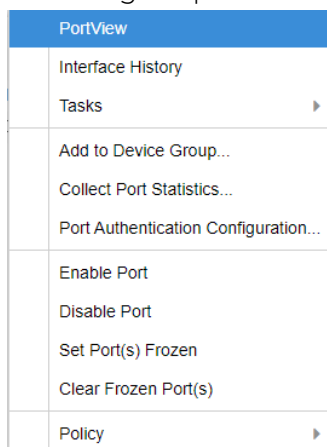 PortView
Interface History
Tasks
Add to Device Group...
Collect Port Statistics...
Port Authentication Configuration...
Enable Port
Disable Port
Set Port(s) Frozen
Clear Frozen Port(s)
Policy